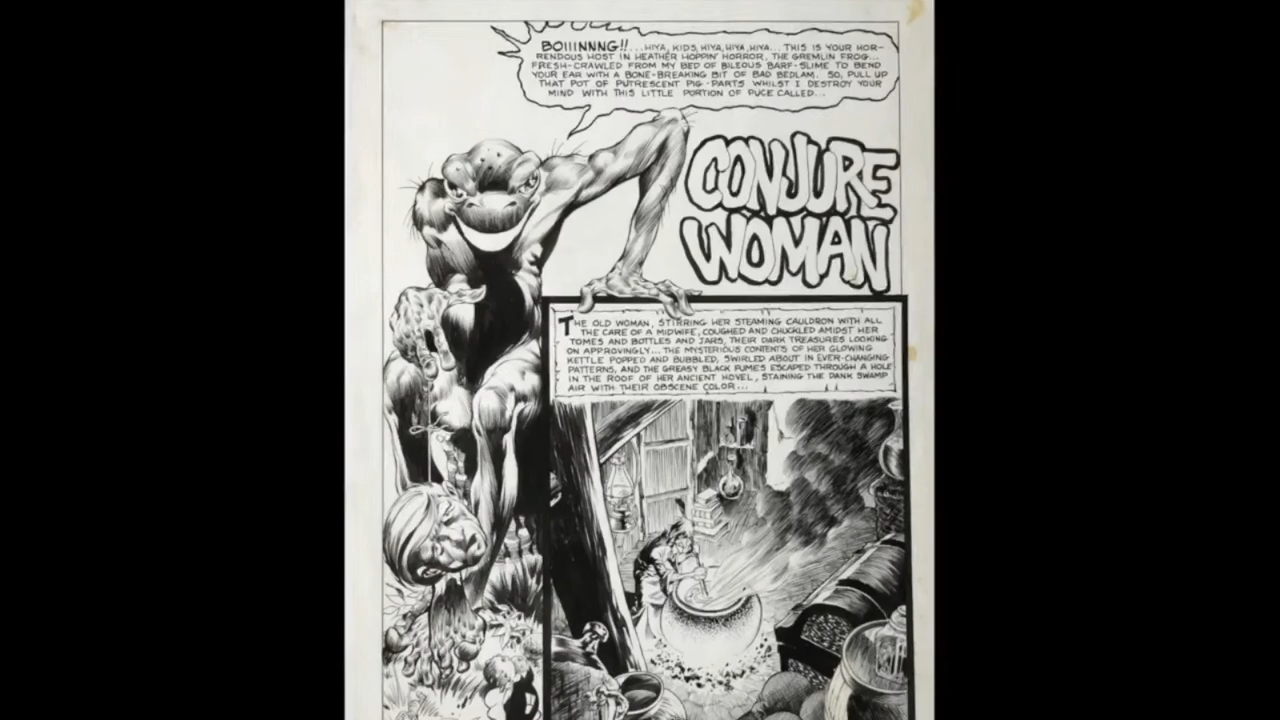 BOIIINNNG!!...HIYA, KIDS, HIYA, HIYA, HIYA... THIS IS YOUR HOR-
RENDOUS HOST IN HEATHER HOPPIN' HORROR, THE GREMLIN FROG...
FRESH-CRAWLED FROM MY BED OF BILEOUS BARF-SLIME TO BEND
YOUR EAR WITH A BONE-BREAKING BIT OF BAD BEDLAM. SO, PULL UP
THAT POT OF PUTRESCENT PIG-PARTS WHILST I DESTROY YOUR
MIND WITH THIS LITTLE PORTION OF PUCE CALLED...
CONJURE
WOMAN
THE OLD WOMAN, STIRRING HER STEAMING CAULDRON WITH ALL
THE CARE OF A MIDWIFE, COUGHED AND CHUCKLED AMIDST HER
TOMES AND BOTTLES AND JARS, THEIR DARK TREASURES LOOKING
ON APPROVINGLY... THE MYSTERIOUS CONTENTS OF HER GLOWING
KETTLE POPPED AND BUBBLED, SWIRLED ABOUT IN EVER-CHANGING
PATTERNS, AND THE GREASY BLACK FUMES ESCAPED THROUGH A HOLE
IN THE ROOF OF HER ANCIENT HOVEL, STAINING THE DANK SWAMP
AIR WITH THEIR OBSCENE COLOR...